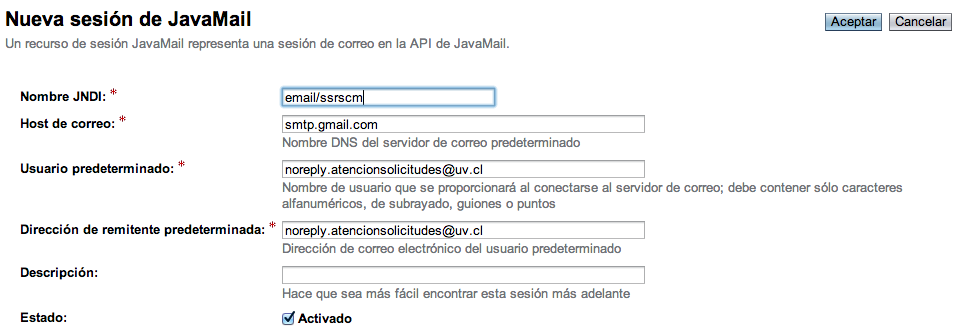 Nueva sesión de JavaMail
Aceptar Cancelar
Un recurso de sesión JavaMail representa una sesión de correo en la API de JavaMail.
Nombre JNDI: * email/ssrscm
Host de correo: * smtp.gmail.com
Nombre DNS del servidor de correo predeterminado
Usuario predeterminado: * noreply.atencionsolicitudes@uv.cl
Nombre de usuario que se proporcionará al conectarse al servidor de correo; debe contener sólo caracteres
alfanuméricos, de subrayado, guiones o puntos
Dirección de remitente predeterminada: * noreply.atencionsolicitudes@uv.cl
Dirección de correo electrónico del usuario predeterminado
Descripción:
Hace que sea más fácil encontrar esta sesión más adelante
Estado: Activado